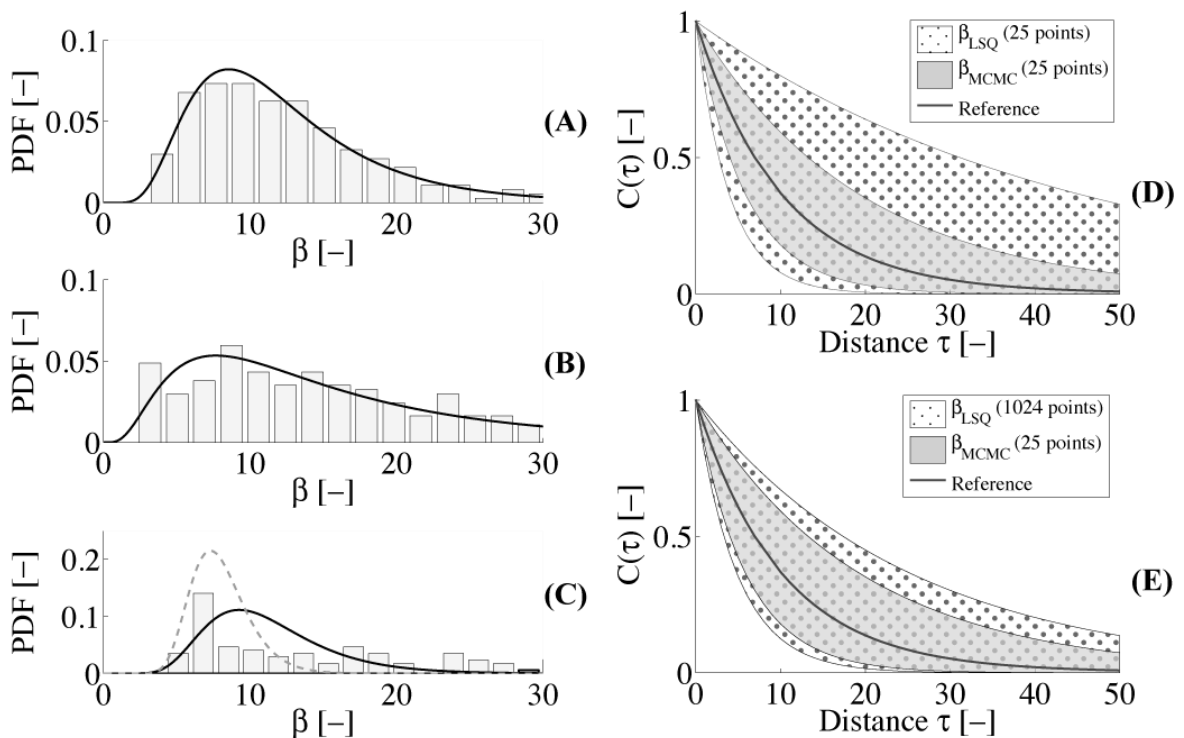 0.1
0.05
0
PDF [–]
0 10 20 30
β [–]
(A)
0.1
0.05
0
PDF [–]
0 10 20 30
β [–]
(B)
0.2
0.1
0
PDF [–]
0 10 20 30
β [–]
(C)
1
0.5
0
C(τ) [–]
β_LSQ (25 points)
β_MCMC (25 points)
Reference
0 10 20 30 40 50
Distance τ [–]
(D)
1
0.5
0
C(τ) [–]
β_LSQ (1024 points)
β_MCMC (25 points)
Reference
0 10 20 30 40 50
Distance τ [–]
(E)